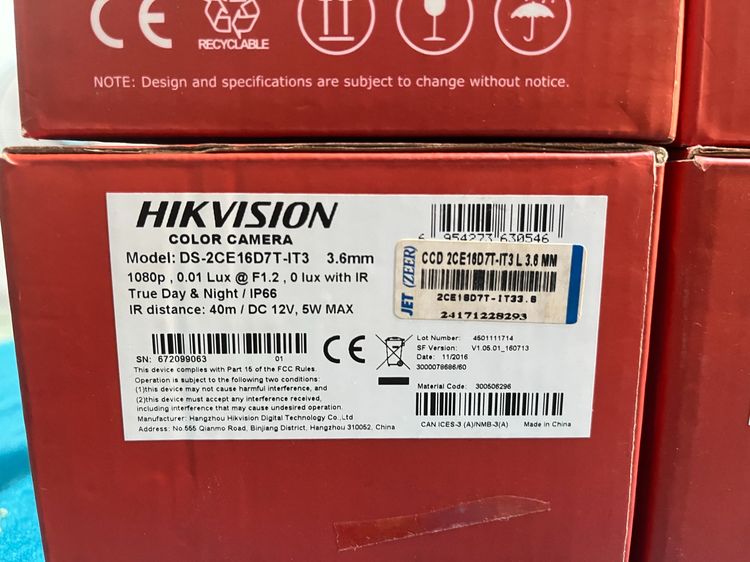 CE
RECYCLABLE
NOTE: Design and specifications are subject to change without notice.
HIKVISION
COLOR CAMERA
Model: DS-2CE16D7T-IT3 3.6mm
1080p , 0.01 Lux @ F1.2 , 0 lux with IR
True Day & Night / IP66
IR distance: 40m / DC 12V, 5W MAX
6 954273 630546
JET (ZEER)
CCD 2CE16D7T-IT3 L 3.6 MM
2CE16D7T-IT33.6
24171228293
SN: 672099063 01
CE
Lot Number: 4501111714
SF Version: V1.05.01_160713
Date: 11/2016
3000078686/60
This device complies with Part 15 of the FCC Rules.
Operation is subject to the following two conditions:
(1)this device may not cause harmful interference, and
(2)this device must accept any interference received,
including interference that may cause undesired operation.
Material Code: 300506296
Manufacturer: Hangzhou Hikvision Digital Technology Co.,Ltd
Address: No.555 Qianmo Road, Binjiang District, Hangzhou 310052, China
CAN ICES-3 (A)/NMB-3(A) Made in China